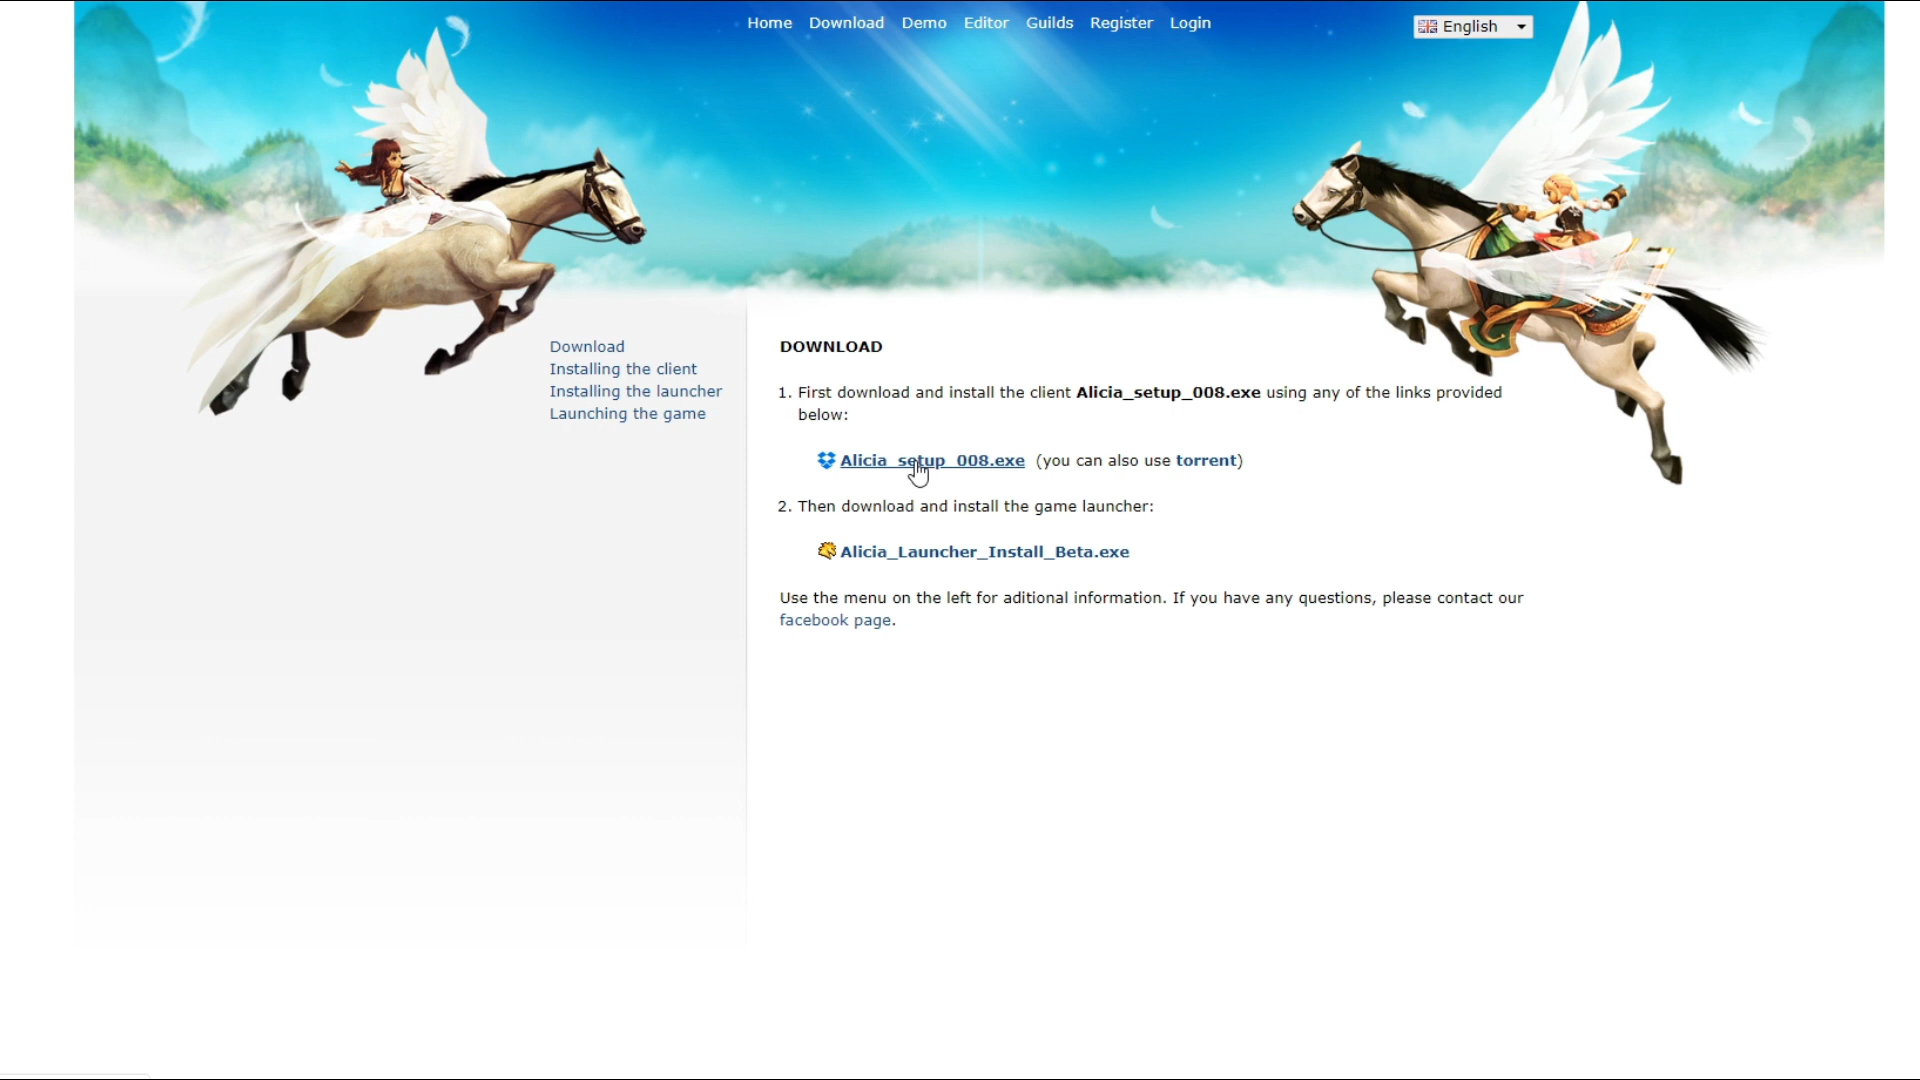 Home Download Demo Editor Guilds Register Login
English
Download
Installing the client
Installing the launcher
Launching the game
DOWNLOAD
1. First download and install the client Alicia_setup_008.exe using any of the links provided
below:
Alicia_setup_008.exe (you can also use torrent)
2. Then download and install the game launcher:
Alicia_Launcher_Install_Beta.exe
Use the menu on the left for aditional information. If you have any questions, please contact our
facebook page.